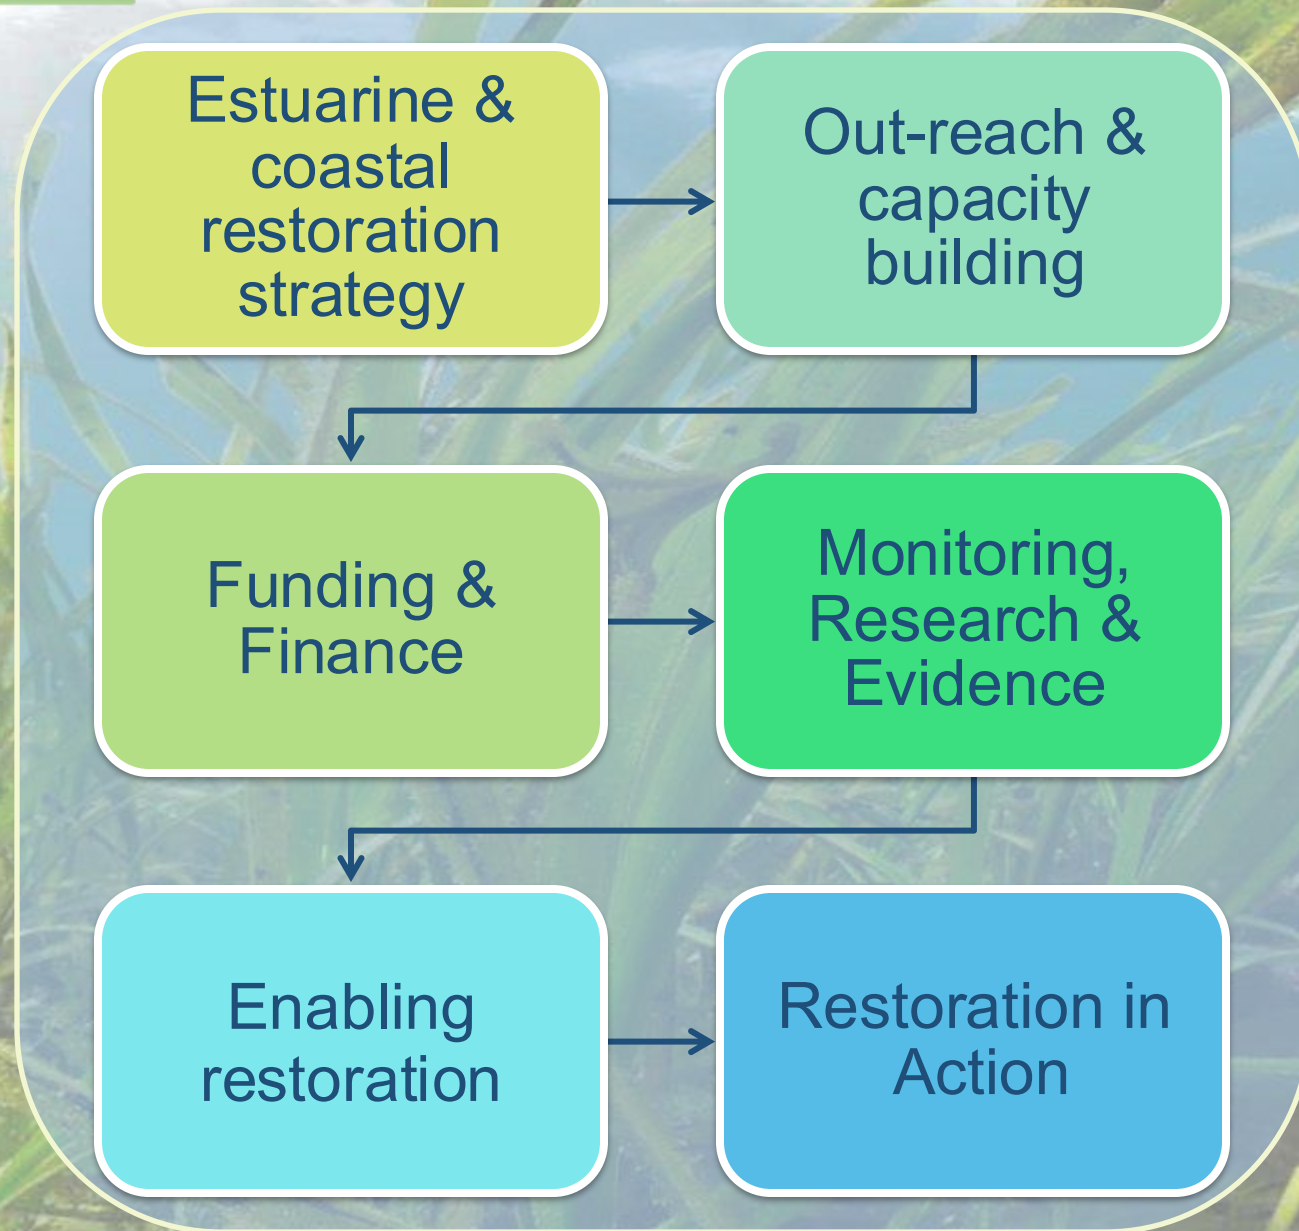 Estuarine &
coastal
restoration
strategy
Out-reach &
capacity
building
Funding &
Finance
Monitoring,
Research &
Evidence
Enabling
restoration
Restoration in
Action